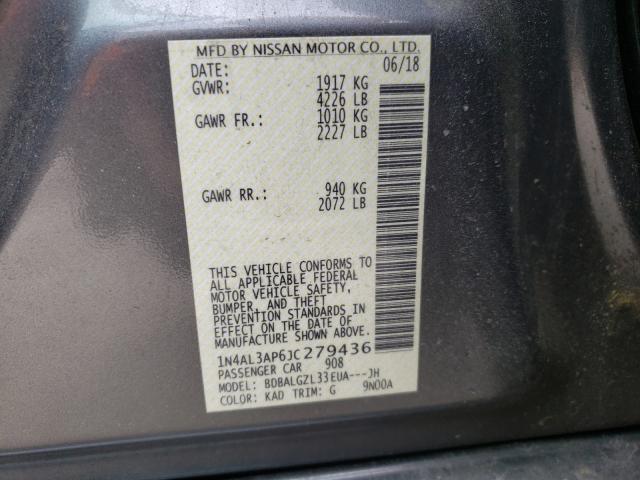 MFD BY NISSAN MOTOR CO., LTD.
DATE: 06/18
GVWR: 1917 KG
4226 LB
GAWR FR.: 1010 KG
2227 LB
GAWR RR.: 940 KG
2072 LB
THIS VEHICLE CONFORMS TO
ALL APPLICABLE FEDERAL
MOTOR VEHICLE SAFETY,
BUMPER, AND THEFT
PREVENTION STANDARDS IN
EFFECT ON THE DATE OF
MANUFACTURE SHOWN ABOVE.
1N4AL3AP6JC279436
PASSENGER CAR 908
MODEL: BDBALGZL33EUA---JH
COLOR: KAD TRIM: G 9N00A